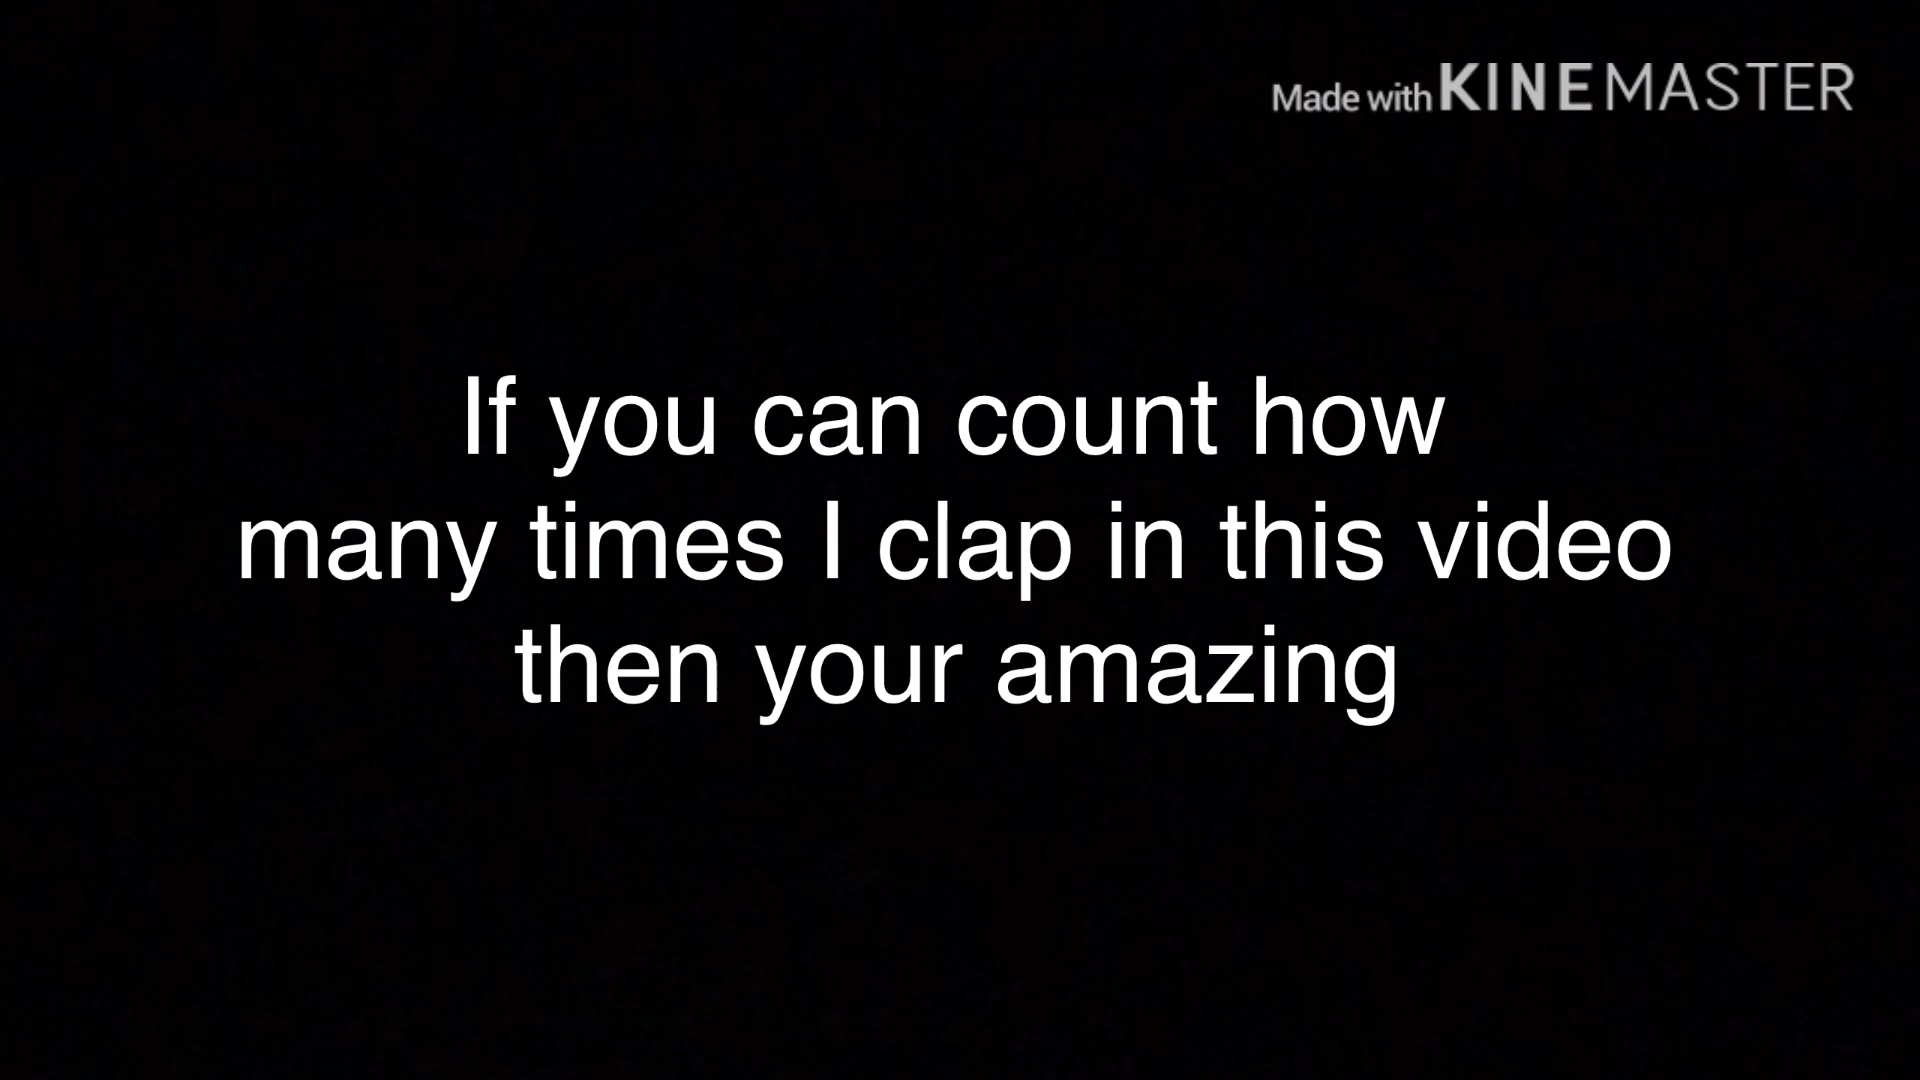 Made with KINEMASTER
If you can count how
many times I clap in this video
then your amazing